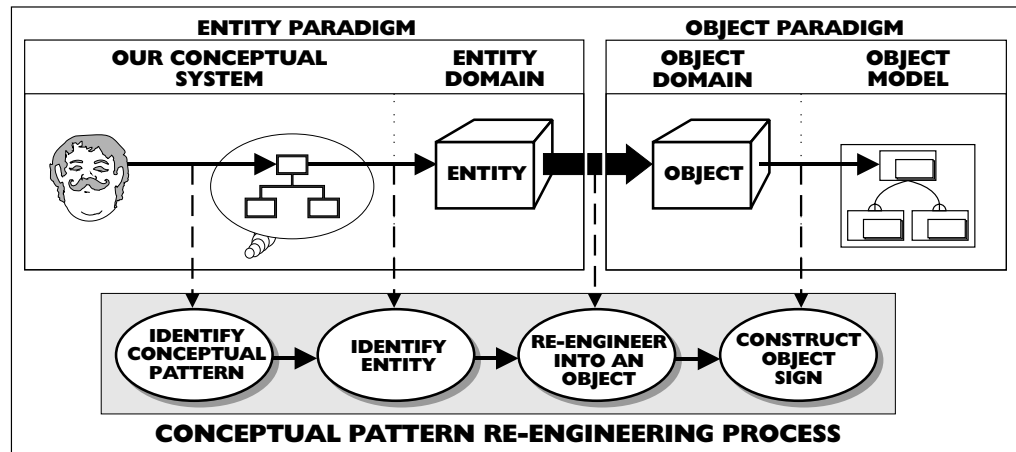 ENTITY PARADIGM
OBJECT PARADIGM
OUR CONCEPTUAL
SYSTEM
ENTITY
DOMAIN
OBJECT
DOMAIN
OBJECT
MODEL
ENTITY
OBJECT
IDENTIFY
CONCEPTUAL
PATTERN
IDENTIFY
ENTITY
RE-ENGINEER
INTO AN
OBJECT
CONSTRUCT
OBJECT
SIGN
CONCEPTUAL PATTERN RE-ENGINEERING PROCESS